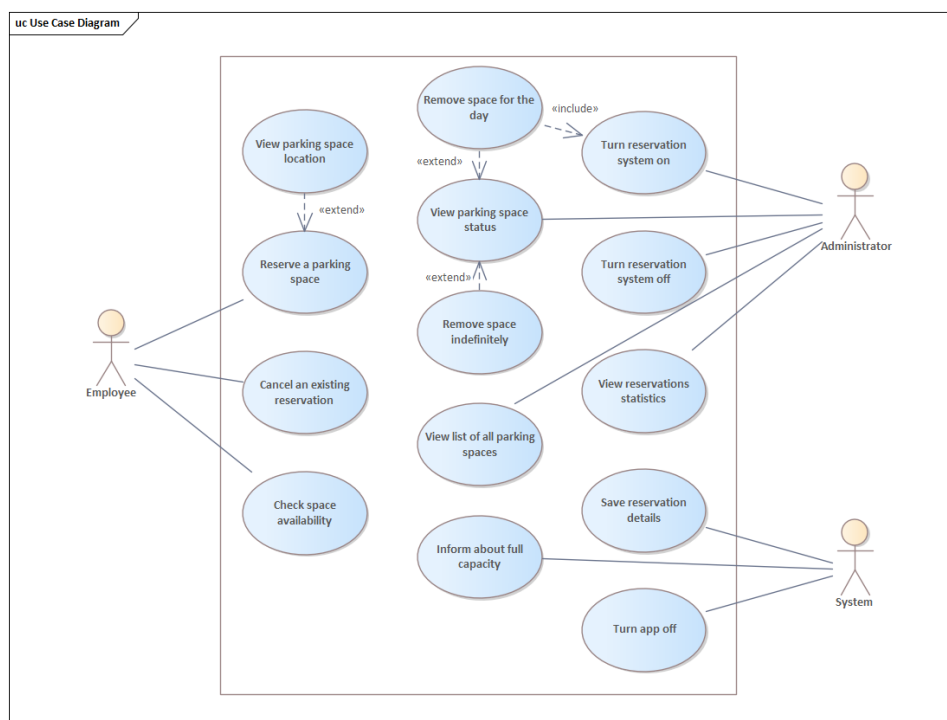 uc Use Case Diagram
Remove space for the
day
«include»
View parking space
location
Turn reservation
system on
«extend»
«extend»
View parking space
status
Administrator
Reserve a parking
space
Turn reservation
system off
«extend»
Remove space
indefinitely
Employee
Cancel an existing
reservation
View reservations
statistics
View list of all parking
spaces
Check space
availability
Save reservation
details
Inform about full
capacity
System
Turn app off